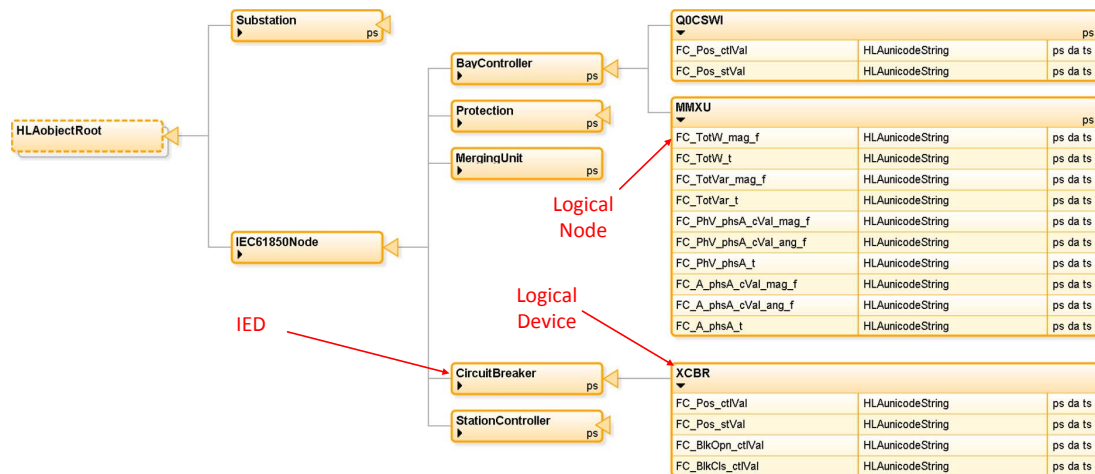 Substation
ps
HLAobjectRoot
IEC61850Node
BayController
ps
Protection
ps
MergingUnit
ps
CircuitBreaker
ps
StationController
ps
Q0CSWI
ps
FC_Pos_ctlVal HLAunicodeString ps da ts
FC_Pos_stVal HLAunicodeString ps da ts
MMXU
ps
FC_TotW_mag_f HLAunicodeString ps da ts
FC_TotW_t HLAunicodeString ps da ts
FC_TotVar_mag_f HLAunicodeString ps da ts
FC_TotVar_t HLAunicodeString ps da ts
FC_PhV_phsA_cVal_mag_f HLAunicodeString ps da ts
FC_PhV_phsA_cVal_ang_f HLAunicodeString ps da ts
FC_PhV_phsA_t HLAunicodeString ps da ts
FC_A_phsA_cVal_mag_f HLAunicodeString ps da ts
FC_A_phsA_cVal_ang_f HLAunicodeString ps da ts
FC_A_phsA_t HLAunicodeString ps da ts
XCBR
FC_Pos_ctlVal HLAunicodeString ps da ts
FC_Pos_stVal HLAunicodeString ps da ts
FC_BlkOpn_ctlVal HLAunicodeString ps da ts
FC_BlkCls_ctlVal HLAunicodeString ps da ts
Logical
Node
Logical
Device
IED